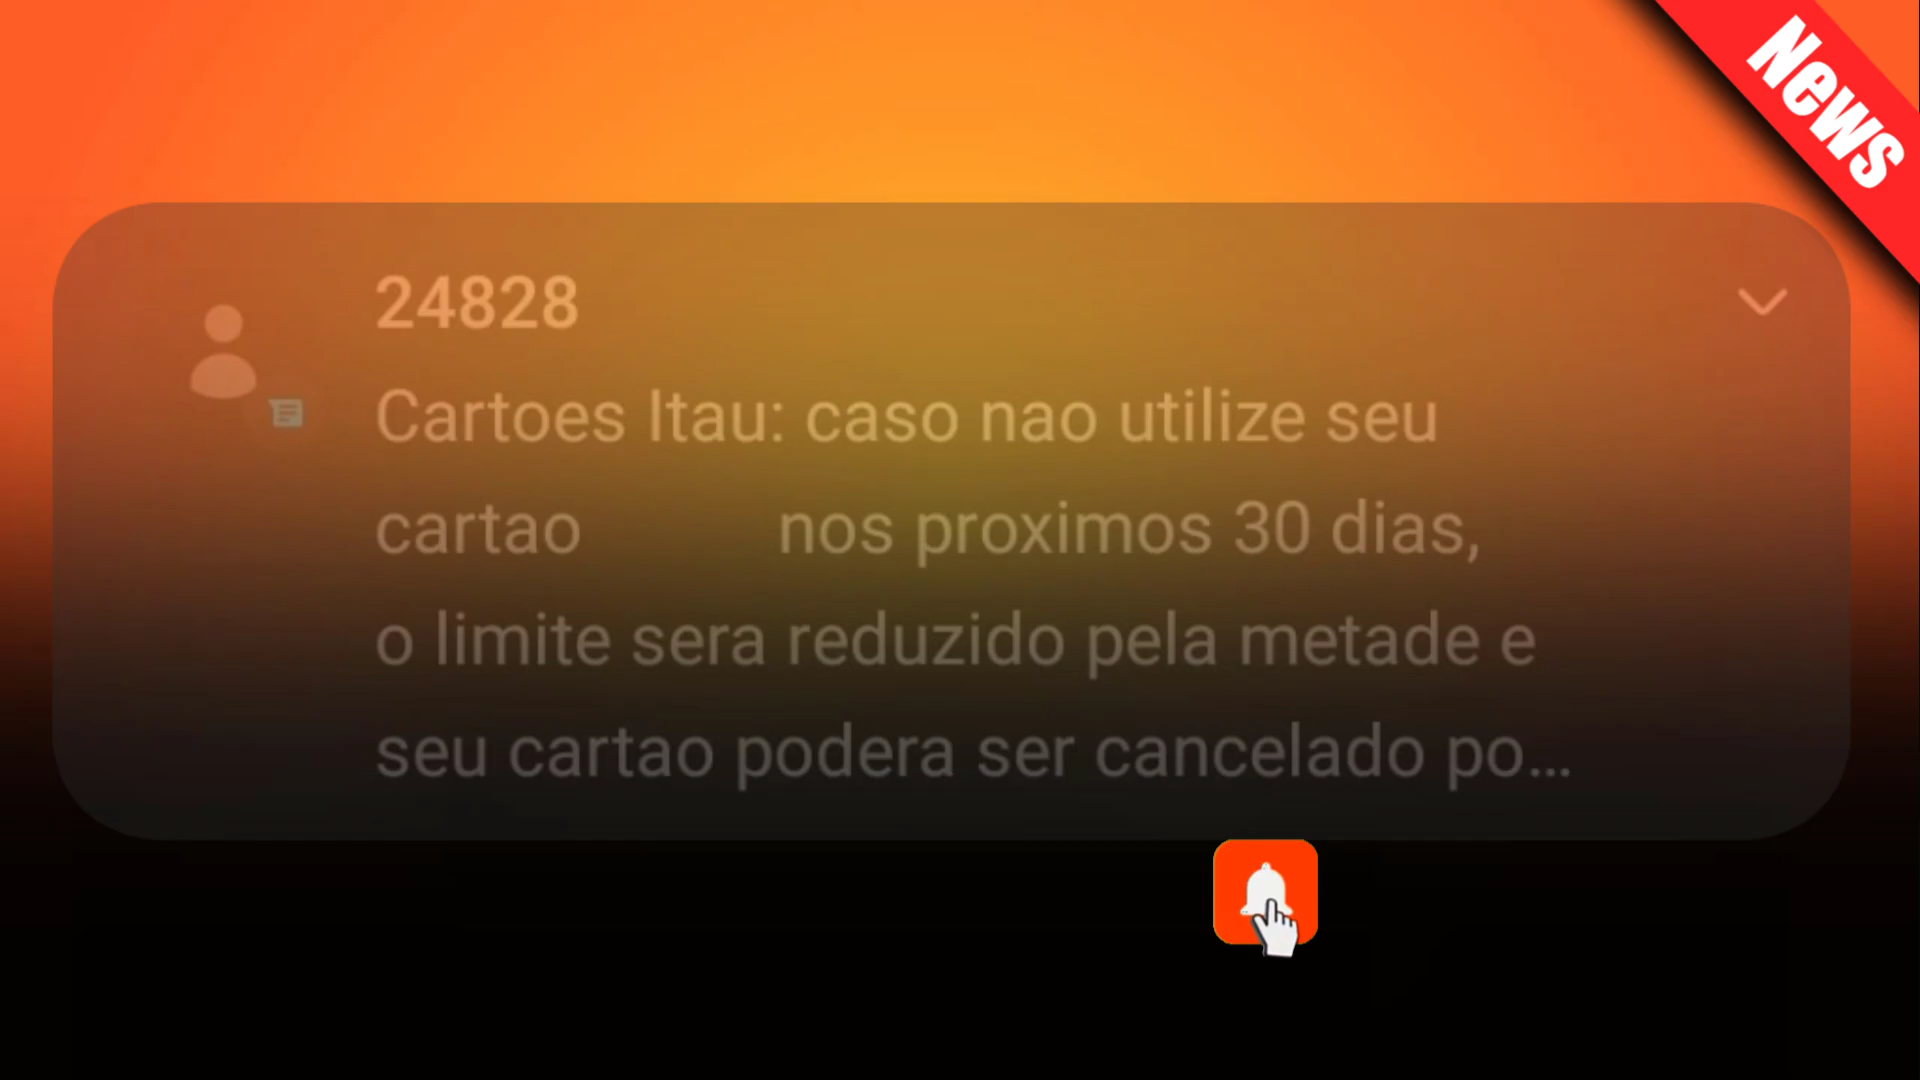 News
24828
Cartoes Itau: caso nao utilize seu
cartao nos proximos 30 dias,
o limite sera reduzido pela metade e
seu cartao podera ser cancelado po...